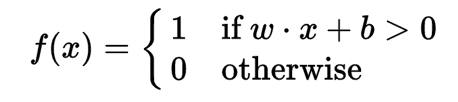 f(x) = { 1 if w · x + b > 0
0 otherwise